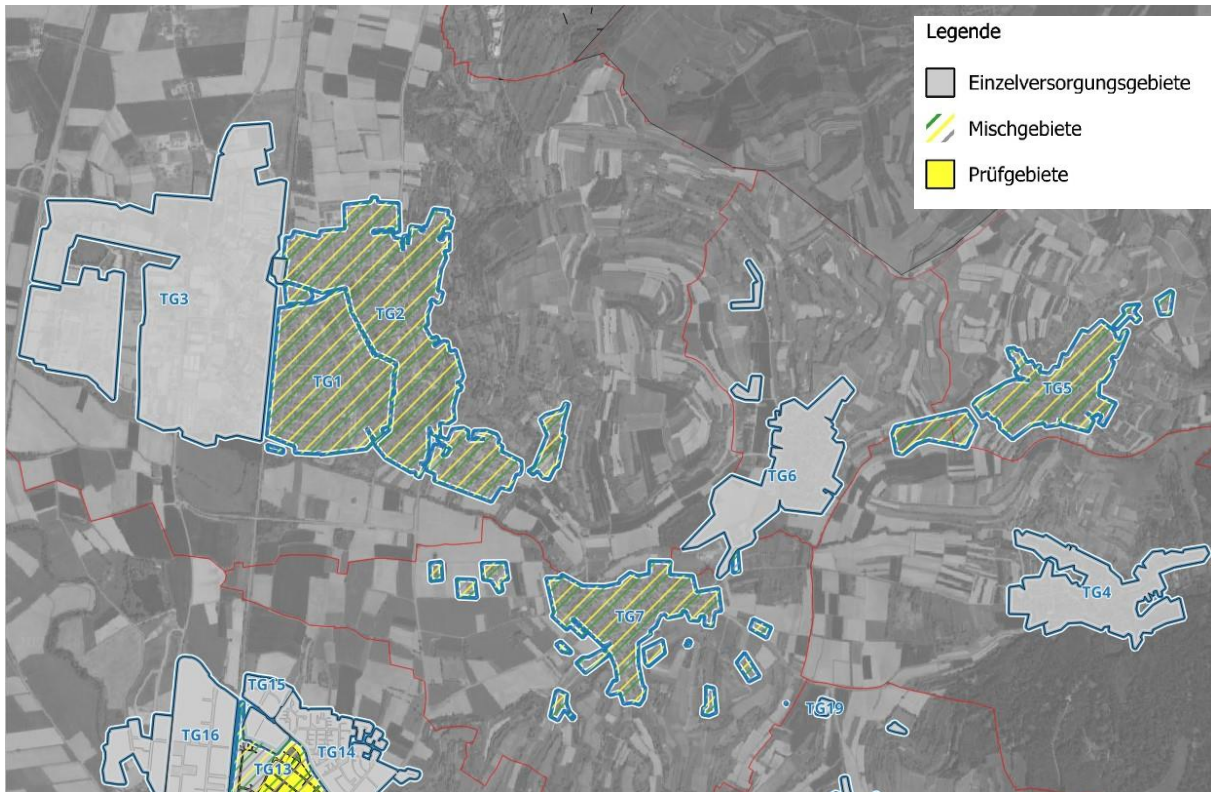 Legende
Einzelversorgungsgebiete
Mischgebiete
Prüfgebiete
TG3
TG2
TG1
TG5
TG6
TG4
TG7
TG15
TG19
TG16
TG14
TG13